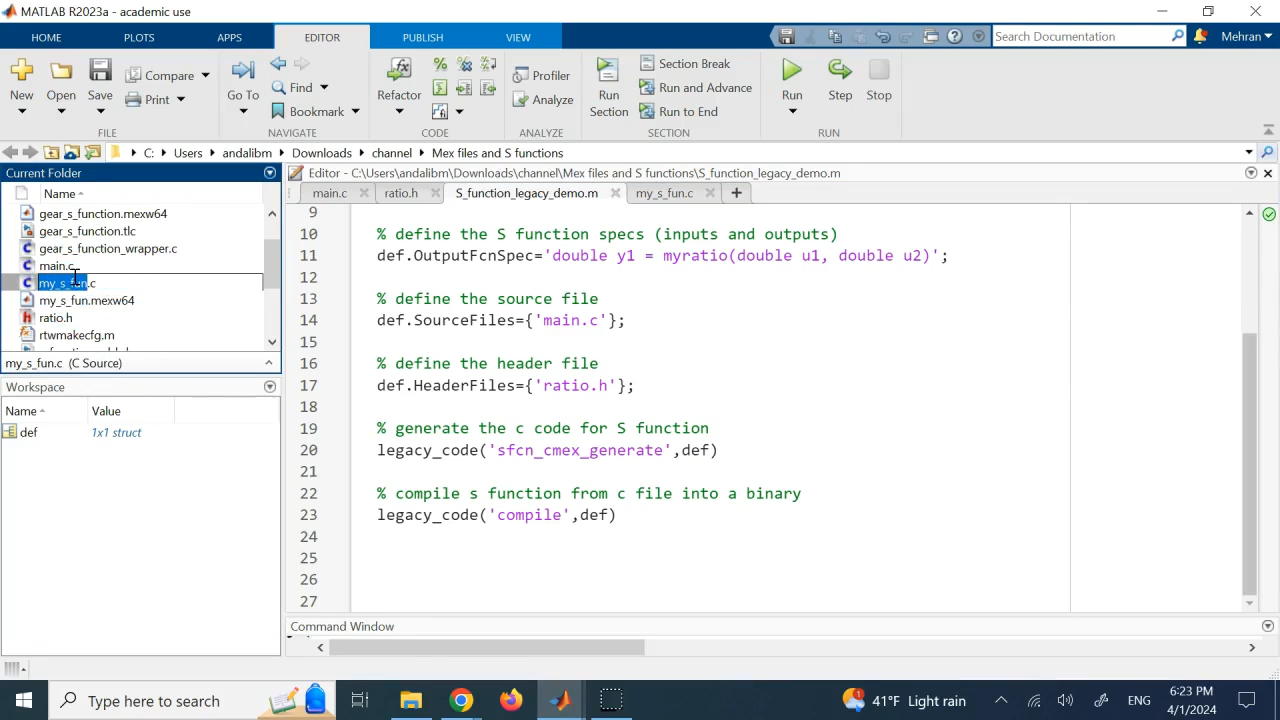 MATLAB R2023a - academic use
HOME PLOTS APPS EDITOR PUBLISH VIEW
Search Documentation
Mehran
New Open Save Compare Print
Go To Find Bookmark
Refactor
Profiler Analyze
Run Section
Section Break
Run and Advance
Run to End
Run Step Stop
FILE NAVIGATE CODE ANALYZE SECTION RUN
C: Users andalibm Downloads channel Mex files and S functions
Current Folder
Name
gear_s_function.mexw64
gear_s_function.tlc
gear_s_function_wrapper.c
main.c
my_s_fun.c
my_s_fun.mexw64
ratio.h
rtwmakecfg.m
my_s_fun.c (C Source)
Workspace
Name Value
def 1x1 struct
Editor - C:\Users\andalibm\Downloads\channel\Mex files and S functions\S_function_legacy_demo.m
main.c ratio.h S_function_legacy_demo.m my_s_fun.c
9
10 % define the S function specs (inputs and outputs)
11 def.OutputFcnSpec='double y1 = myratio(double u1, double u2)';
12
13 % define the source file
14 def.SourceFiles={'main.c'};
15
16 % define the header file
17 def.HeaderFiles={'ratio.h'};
18
19 % generate the c code for S function
20 legacy_code('sfcn_cmex_generate',def)
21
22 % compile s function from c file into a binary
23 legacy_code('compile',def)
24
25
26
27
Command Window
Type here to search
41°F Light rain
ENG
6:23 PM
4/1/2024